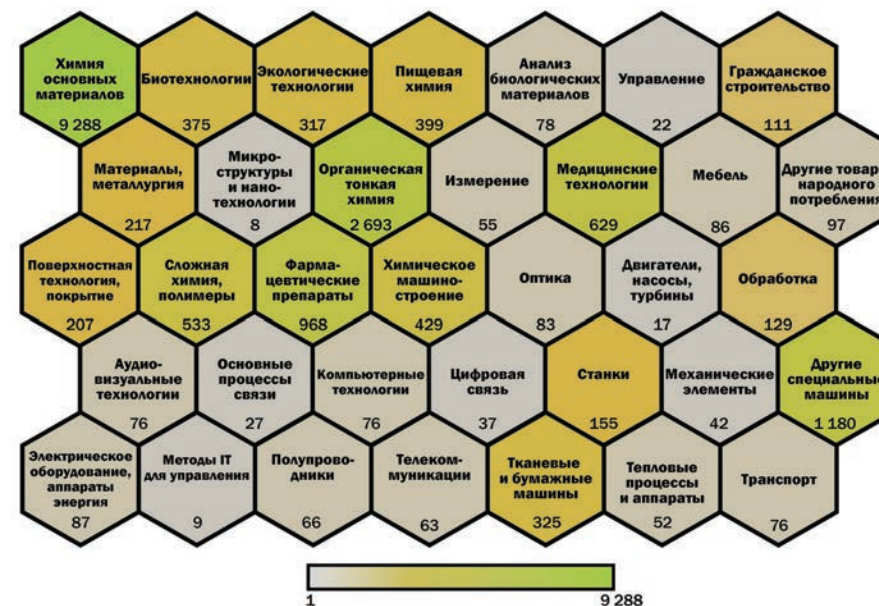 Химия
основных
материалов
9 288
Биотехнологии
375
Экологические
технологии
317
Пищевая
химия
399
Анализ
биологических
материалов
78
Управление
22
Гражданское
строительство
111
Материалы,
металлургия
217
Микро-
структуры
и нано-
технологии
8
Органическая
тонкая
химия
2 693
Измерение
55
Медицинские
технологии
629
Мебель
86
Другие товары
народного
потребления
97
Поверхностная
технология,
покрытие
207
Сложная
химия,
полимеры
533
Фарма-
цевтические
препараты
968
Химическое
машино-
строение
429
Оптика
83
Двигатели,
насосы,
турбины
17
Обработка
129
Аудио-
визуальные
технологии
76
Основные
процессы
связи
27
Компьютерные
технологии
76
Цифровая
связь
37
Станки
155
Механические
элементы
42
Другие
специальные
машины
1 180
Электрическое
оборудование,
аппараты
энергия
87
Методы IT
для управления
9
Полупрово-
дники
66
Телеком-
муникации
63
Тканевые
и бумажные
машины
325
Тепловые
процессы
и аппараты
52
Транспорт
76
1
9 288